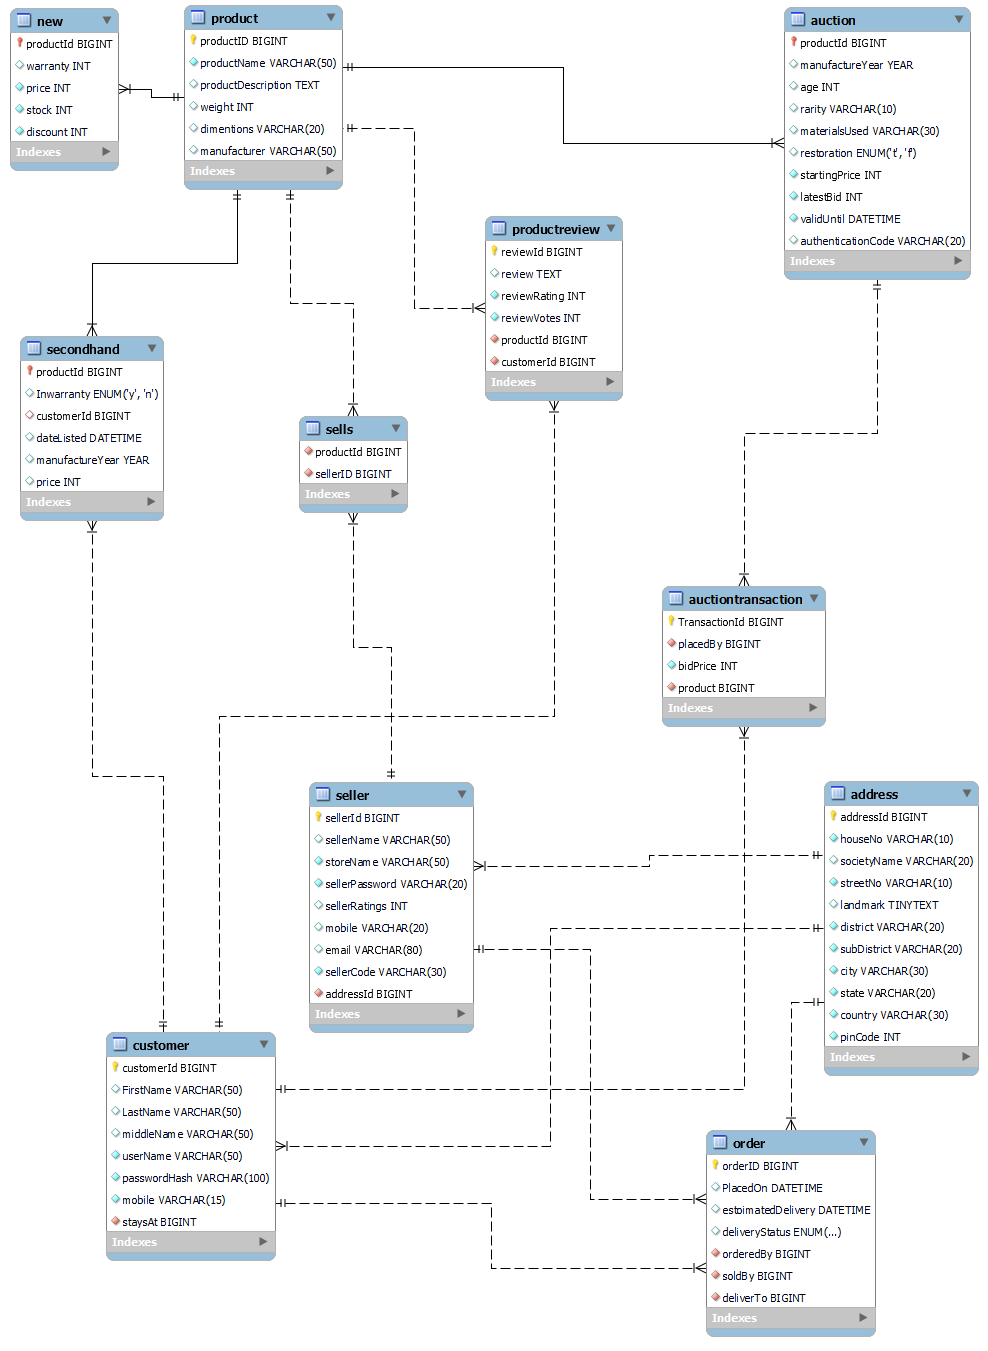 new
productId BIGINT
warranty INT
price INT
stock INT
discount INT
Indexes
product
productID BIGINT
productName VARCHAR(50)
productDescription TEXT
weight INT
dimentions VARCHAR(20)
manufacturer VARCHAR(50)
Indexes
auction
productId BIGINT
manufactureYear YEAR
age INT
rarity VARCHAR(10)
materialsUsed VARCHAR(30)
restoration ENUM('t', 'f')
startingPrice INT
latestBid INT
validUntil DATETIME
authenticationCode VARCHAR(20)
Indexes
productreview
reviewId BIGINT
review TEXT
reviewRating INT
reviewVotes INT
productId BIGINT
customerId BIGINT
Indexes
secondhand
productId BIGINT
Inwarranty ENUM('y', 'n')
customerId BIGINT
dateListed DATETIME
manufactureYear YEAR
price INT
Indexes
sells
productId BIGINT
sellerID BIGINT
Indexes
auctiontransaction
TransactionId BIGINT
placedBy BIGINT
bidPrice INT
product BIGINT
Indexes
seller
sellerId BIGINT
sellerName VARCHAR(50)
storeName VARCHAR(50)
sellerPassword VARCHAR(20)
sellerRatings INT
mobile VARCHAR(20)
email VARCHAR(80)
sellerCode VARCHAR(30)
addressId BIGINT
Indexes
address
addressId BIGINT
houseNo VARCHAR(10)
societyName VARCHAR(20)
streetNo VARCHAR(10)
landmark TINYTEXT
district VARCHAR(20)
subDistrict VARCHAR(20)
city VARCHAR(30)
state VARCHAR(20)
country VARCHAR(30)
pinCode INT
Indexes
customer
customerId BIGINT
FirstName VARCHAR(50)
LastName VARCHAR(50)
middleName VARCHAR(50)
userName VARCHAR(50)
passwordHash VARCHAR(100)
mobile VARCHAR(15)
staysAt BIGINT
Indexes
order
orderID BIGINT
PlacedOn DATETIME
estoimatedDelivery DATETIME
deliveryStatus ENUM(...)
orderedBy BIGINT
soldBy BIGINT
deliverTo BIGINT
Indexes